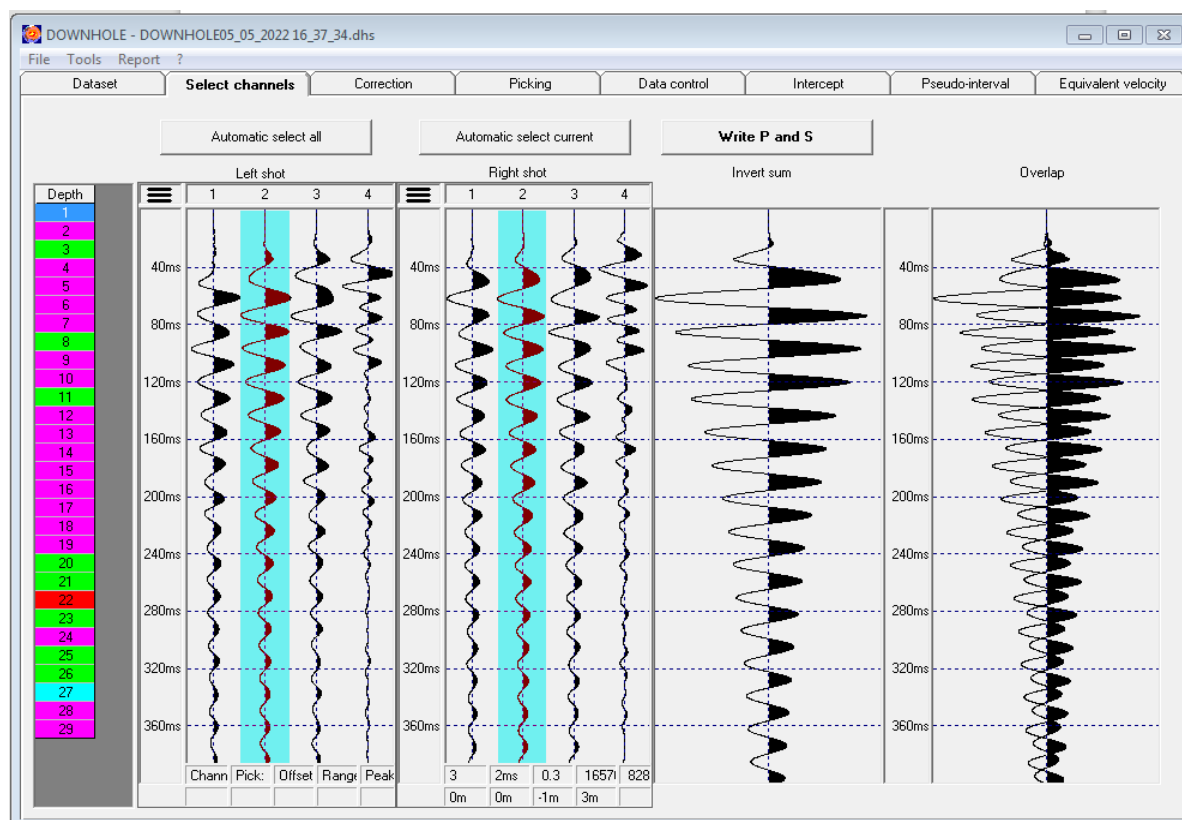 DOWNHOLE - DOWNHOLE05_05_2022 16_37_34.dhs
File Tools Report ?
Dataset Select channels Correction Picking Data control Intercept Pseudo-interval Equivalent velocity
Automatic select all Automatic select current Write P and S
Left shot Right shot Invert sum Overlap
Depth 1 2 3 4 1 2 3 4
1
2
3
4 40ms 40ms 40ms
5
6
7 80ms 80ms 80ms
8
9
10 120ms 120ms 120ms
11
12
13 160ms 160ms 160ms
14
15
16 200ms 200ms 200ms
17
18
19 240ms 240ms 240ms
20
21
22 280ms 280ms 280ms
23
24
25 320ms 320ms 320ms
26
27
28
29 360ms 360ms 360ms
Chann Pick: Offset Range Peak 3 2ms 0.3 1657 828
0m 0m -1m 3m